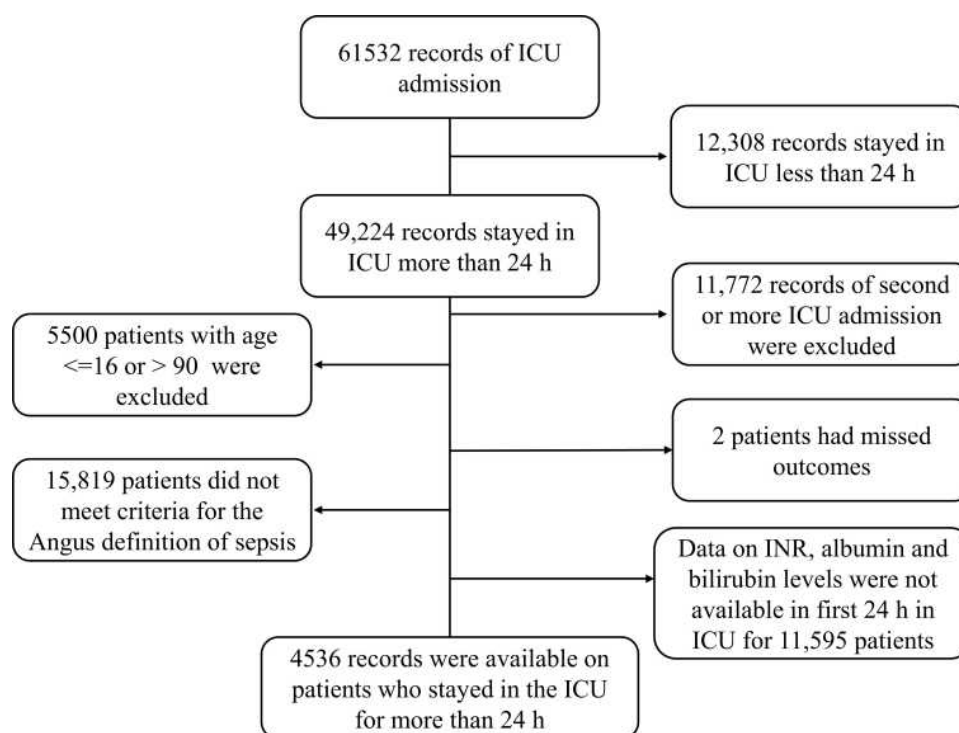 61532 records of ICU
admission
12,308 records stayed in
ICU less than 24 h
49,224 records stayed in
ICU more than 24 h
11,772 records of second
or more ICU admission
were excluded
5500 patients with age
<=16 or > 90 were
excluded
2 patients had missed
outcomes
15,819 patients did not
meet criteria for the
Angus definition of sepsis
Data on INR, albumin and
bilirubin levels were not
available in first 24 h in
ICU for 11,595 patients
4536 records were available on
patients who stayed in the ICU
for more than 24 h